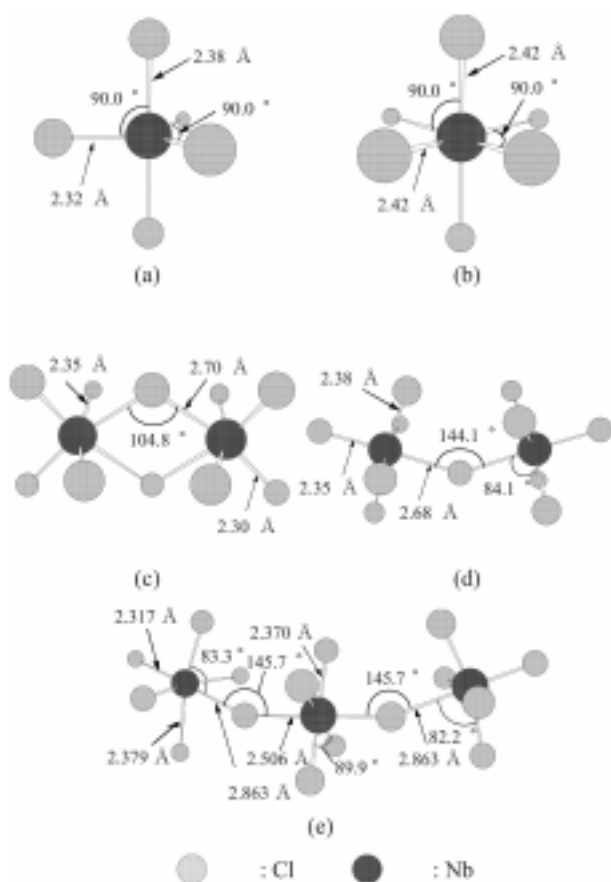 2.38 Å
90.0 °
90.0 °
2.32 Å
(a)
2.42 Å
90.0 °
90.0 °
2.42 Å
(b)
2.35 Å
2.70 Å
104.8 °
2.30 Å
(c)
2.38 Å
144.1 °
2.35 Å
2.68 Å
84.1 °
(d)
2.317 Å
83.3 °
145.7 °
2.370 Å
145.7 °
2.379 Å
2.863 Å
2.506 Å
89.9 °
82.2 °
2.863 Å
(e)
: Cl
: Nb